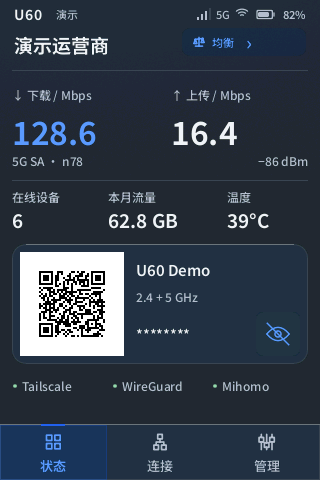 U60 演示 5G 82%
演示运营商 均衡 ›
↓ 下载 / Mbps ↑ 上传 / Mbps
128.6 16.4
5G SA · n78 −86 dBm
在线设备 本月流量 温度
6 62.8 GB 39°C
U60 Demo
2.4 + 5 GHz
********
• Tailscale • WireGuard • Mihomo
状态 连接 管理